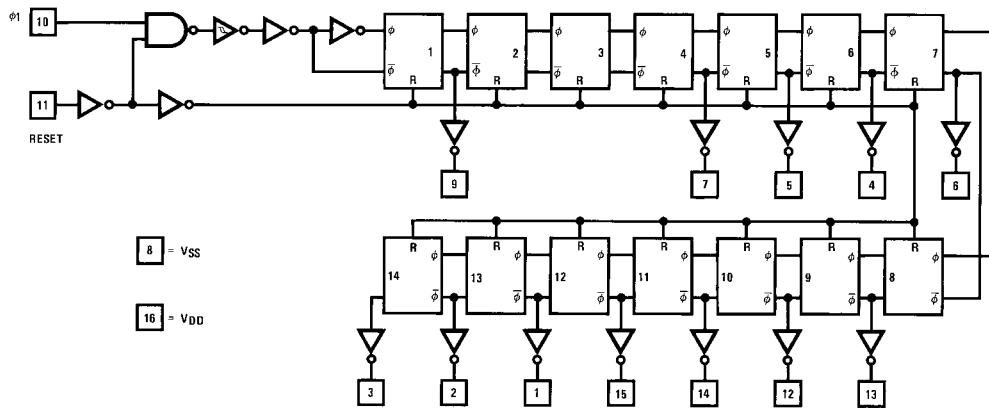 φ1 10
φ φ φ φ φ φ φ
1 2 3 4 5 6 7
φ̅ φ̅ φ̅ φ̅ φ̅ φ̅
R R R R R R R
11
RESET
9 7 5 4 6
R R R R R R R
φ φ φ φ φ φ
14 13 12 11 10 9 8
φ̅ φ̅ φ̅ φ̅ φ̅ φ̅
8 = VSS
16 = VDD
3 2 1 15 14 12 13